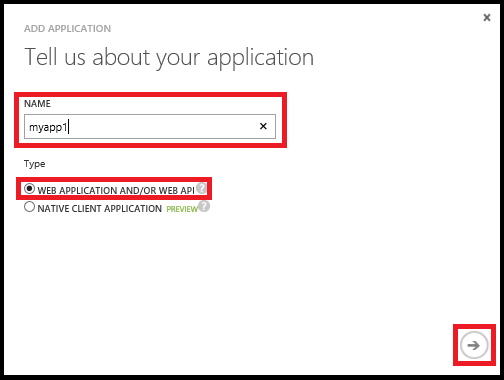 ADD APPLICATION
Tell us about your application
NAME
myapp1
Type
WEB APPLICATION AND/OR WEB API ?
NATIVE CLIENT APPLICATION PREVIEW ?